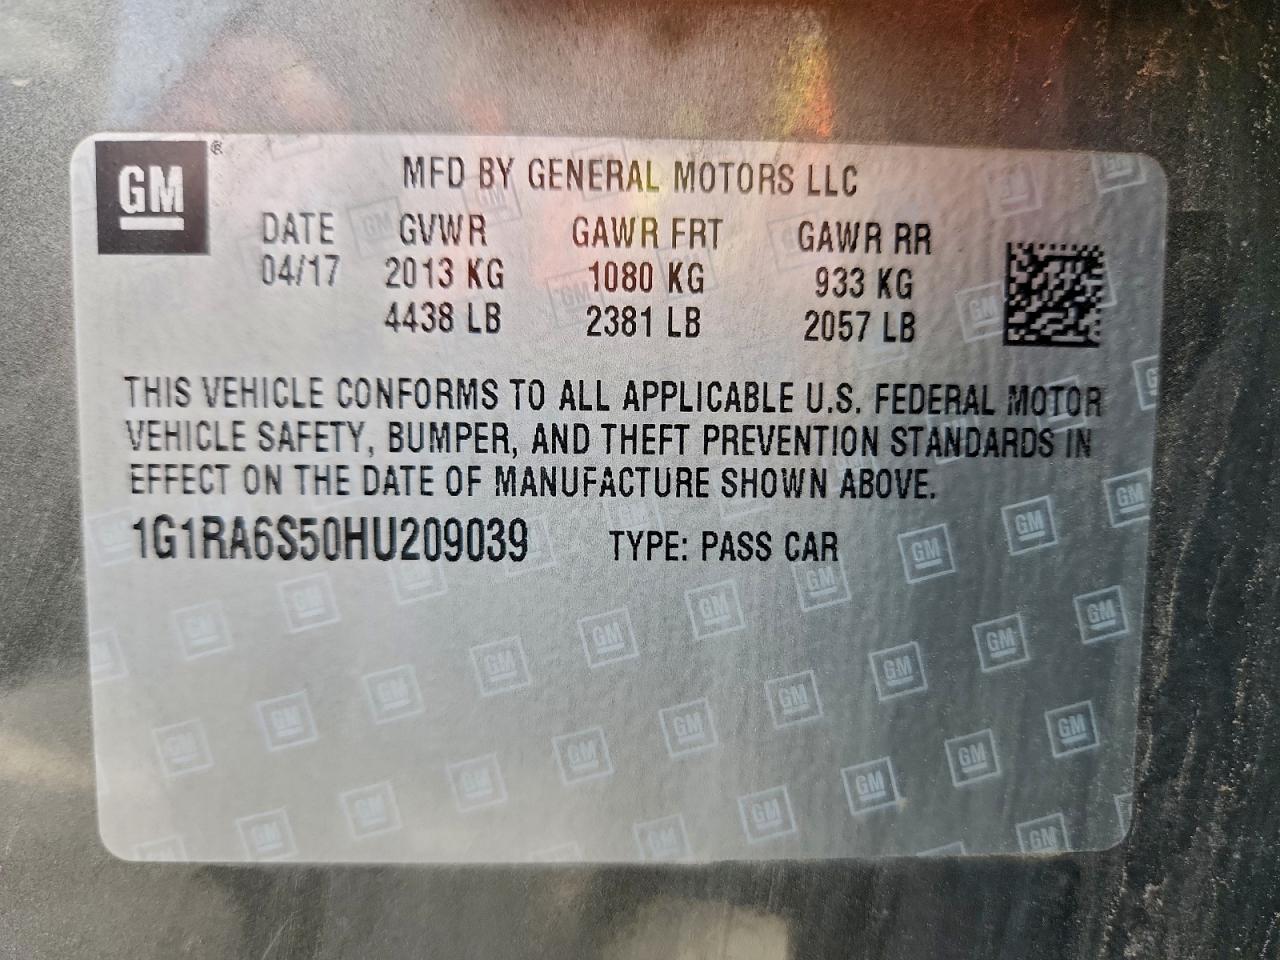 GM ®
MFD BY GENERAL MOTORS LLC
DATE GVWR GAWR FRT GAWR RR
04/17 2013 KG 1080 KG 933 KG
4438 LB 2381 LB 2057 LB
THIS VEHICLE CONFORMS TO ALL APPLICABLE U.S. FEDERAL MOTOR
VEHICLE SAFETY, BUMPER, AND THEFT PREVENTION STANDARDS IN
EFFECT ON THE DATE OF MANUFACTURE SHOWN ABOVE.
1G1RA6S50HU209039 TYPE: PASS CAR